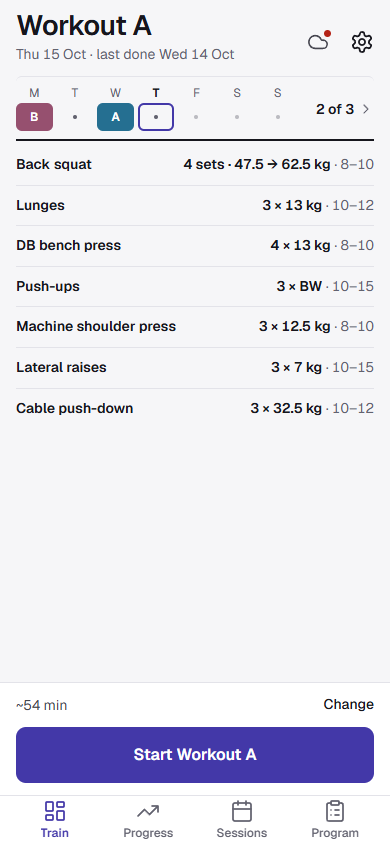 Workout A
Thu 15 Oct · last done Wed 14 Oct
M T W T F S S
B A 2 of 3
Back squat 4 sets · 47.5 → 62.5 kg · 8–10
Lunges 3 × 13 kg · 10–12
DB bench press 4 × 13 kg · 8–10
Push-ups 3 × BW · 10–15
Machine shoulder press 3 × 12.5 kg · 8–10
Lateral raises 3 × 7 kg · 10–15
Cable push-down 3 × 32.5 kg · 10–12
~54 min Change
Start Workout A
Train Progress Sessions Program